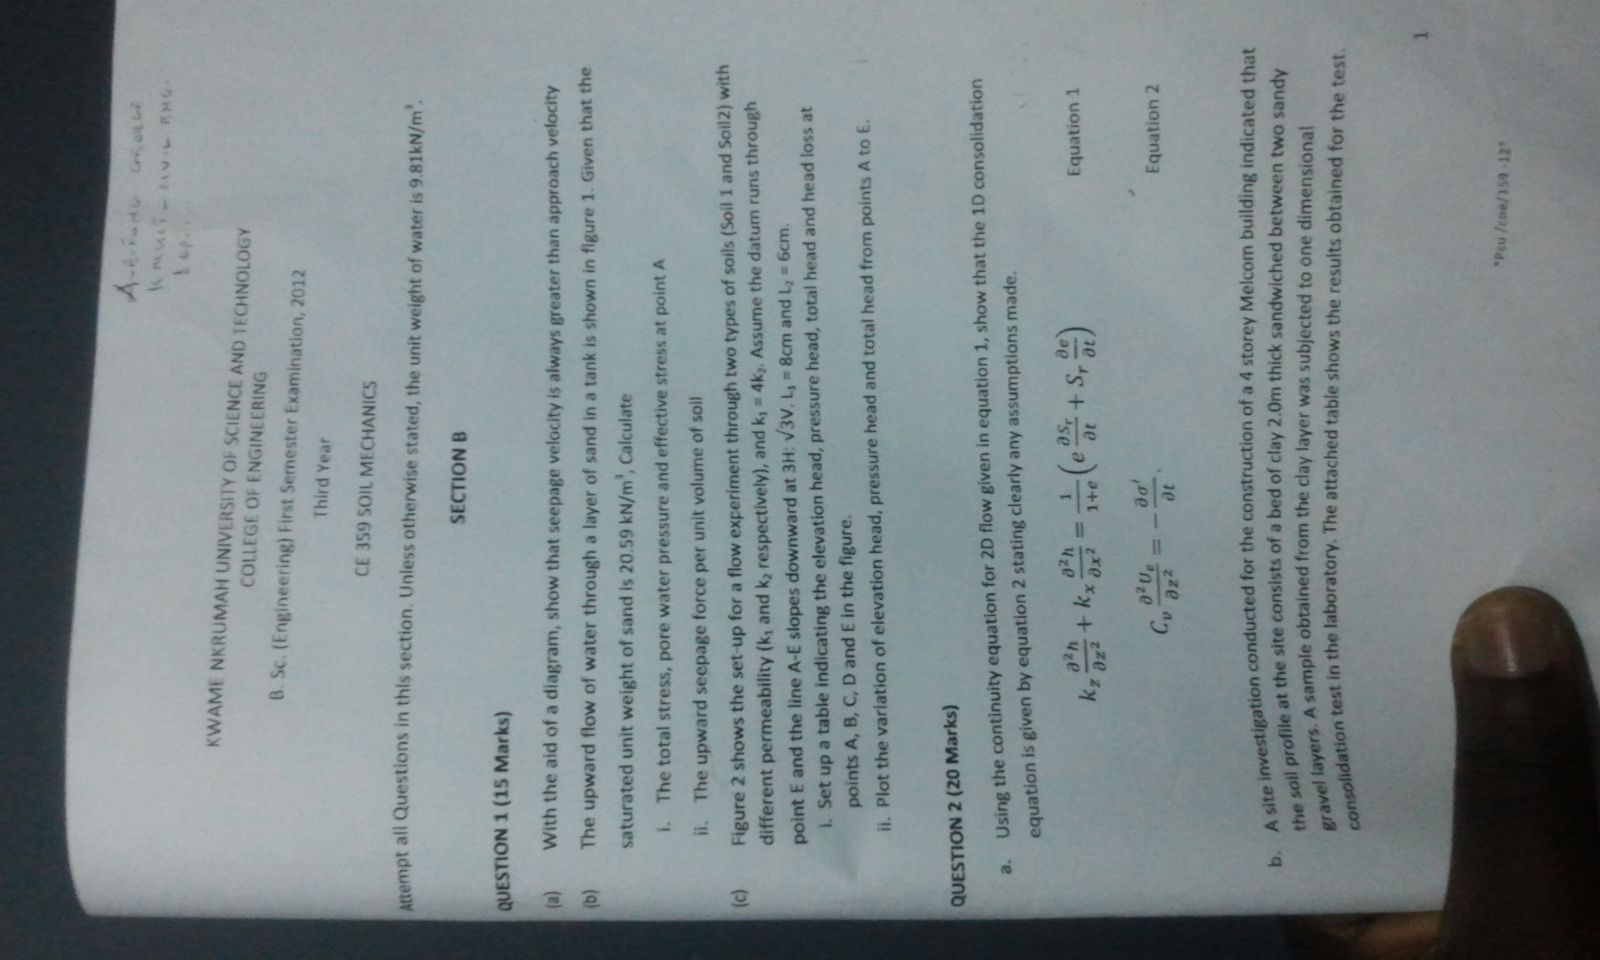 KWAME NKRUMAH UNIVERSITY OF SCIENCE AND TECHNOLOGY
COLLEGE OF ENGINEERING
B. Sc. (Engineering) First Semester Examination, 2012
Third Year
CE 359 SOIL MECHANICS
Attempt all Questions in this section. Unless otherwise stated, the unit weight of water is 9.81kN/m³.
SECTION B
QUESTION 1 (15 Marks)
(a) With the aid of a diagram, show that seepage velocity is always greater than approach velocity
(b) The upward flow of water through a layer of sand in a tank is shown in figure 1. Given that the
saturated unit weight of sand is 20.59 kN/m³, Calculate
i. The total stress, pore water pressure and effective stress at point A
ii. The upward seepage force per unit volume of soil
(c) Figure 2 shows the set-up for a flow experiment through two types of soils (Soil 1 and Soil2) with
different permeability (k₁ and k₂ respectively), and k₁ = 4k₂. Assume the datum runs through
point E and the line A-E slopes downward at 3H: √3V. L₁ = 8cm and L₂ = 6cm.
i. Set up a table indicating the elevation head, pressure head, total head and head loss at
points A, B, C, D and E in the figure.
ii. Plot the variation of elevation head, pressure head and total head from points A to E.
QUESTION 2 (20 Marks)
a. Using the continuity equation for 2D flow given in equation 1, show that the 1D consolidation
equation is given by equation 2 stating clearly any assumptions made.
k_z ∂²h/∂z² + k_x ∂²h/∂x² = 1/(1+e) (e ∂S_r/∂t + S_r ∂e/∂t) Equation 1
C_v ∂²U_e/∂z² = − ∂σ'/∂t. Equation 2
b. A site investigation conducted for the construction of a 4 storey Melcom building indicated that
the soil profile at the site consists of a bed of clay 2.0m thick sandwiched between two sandy
gravel layers. A sample obtained from the clay layer was subjected to one dimensional
consolidation test in the laboratory. The attached table shows the results obtained for the test.
1